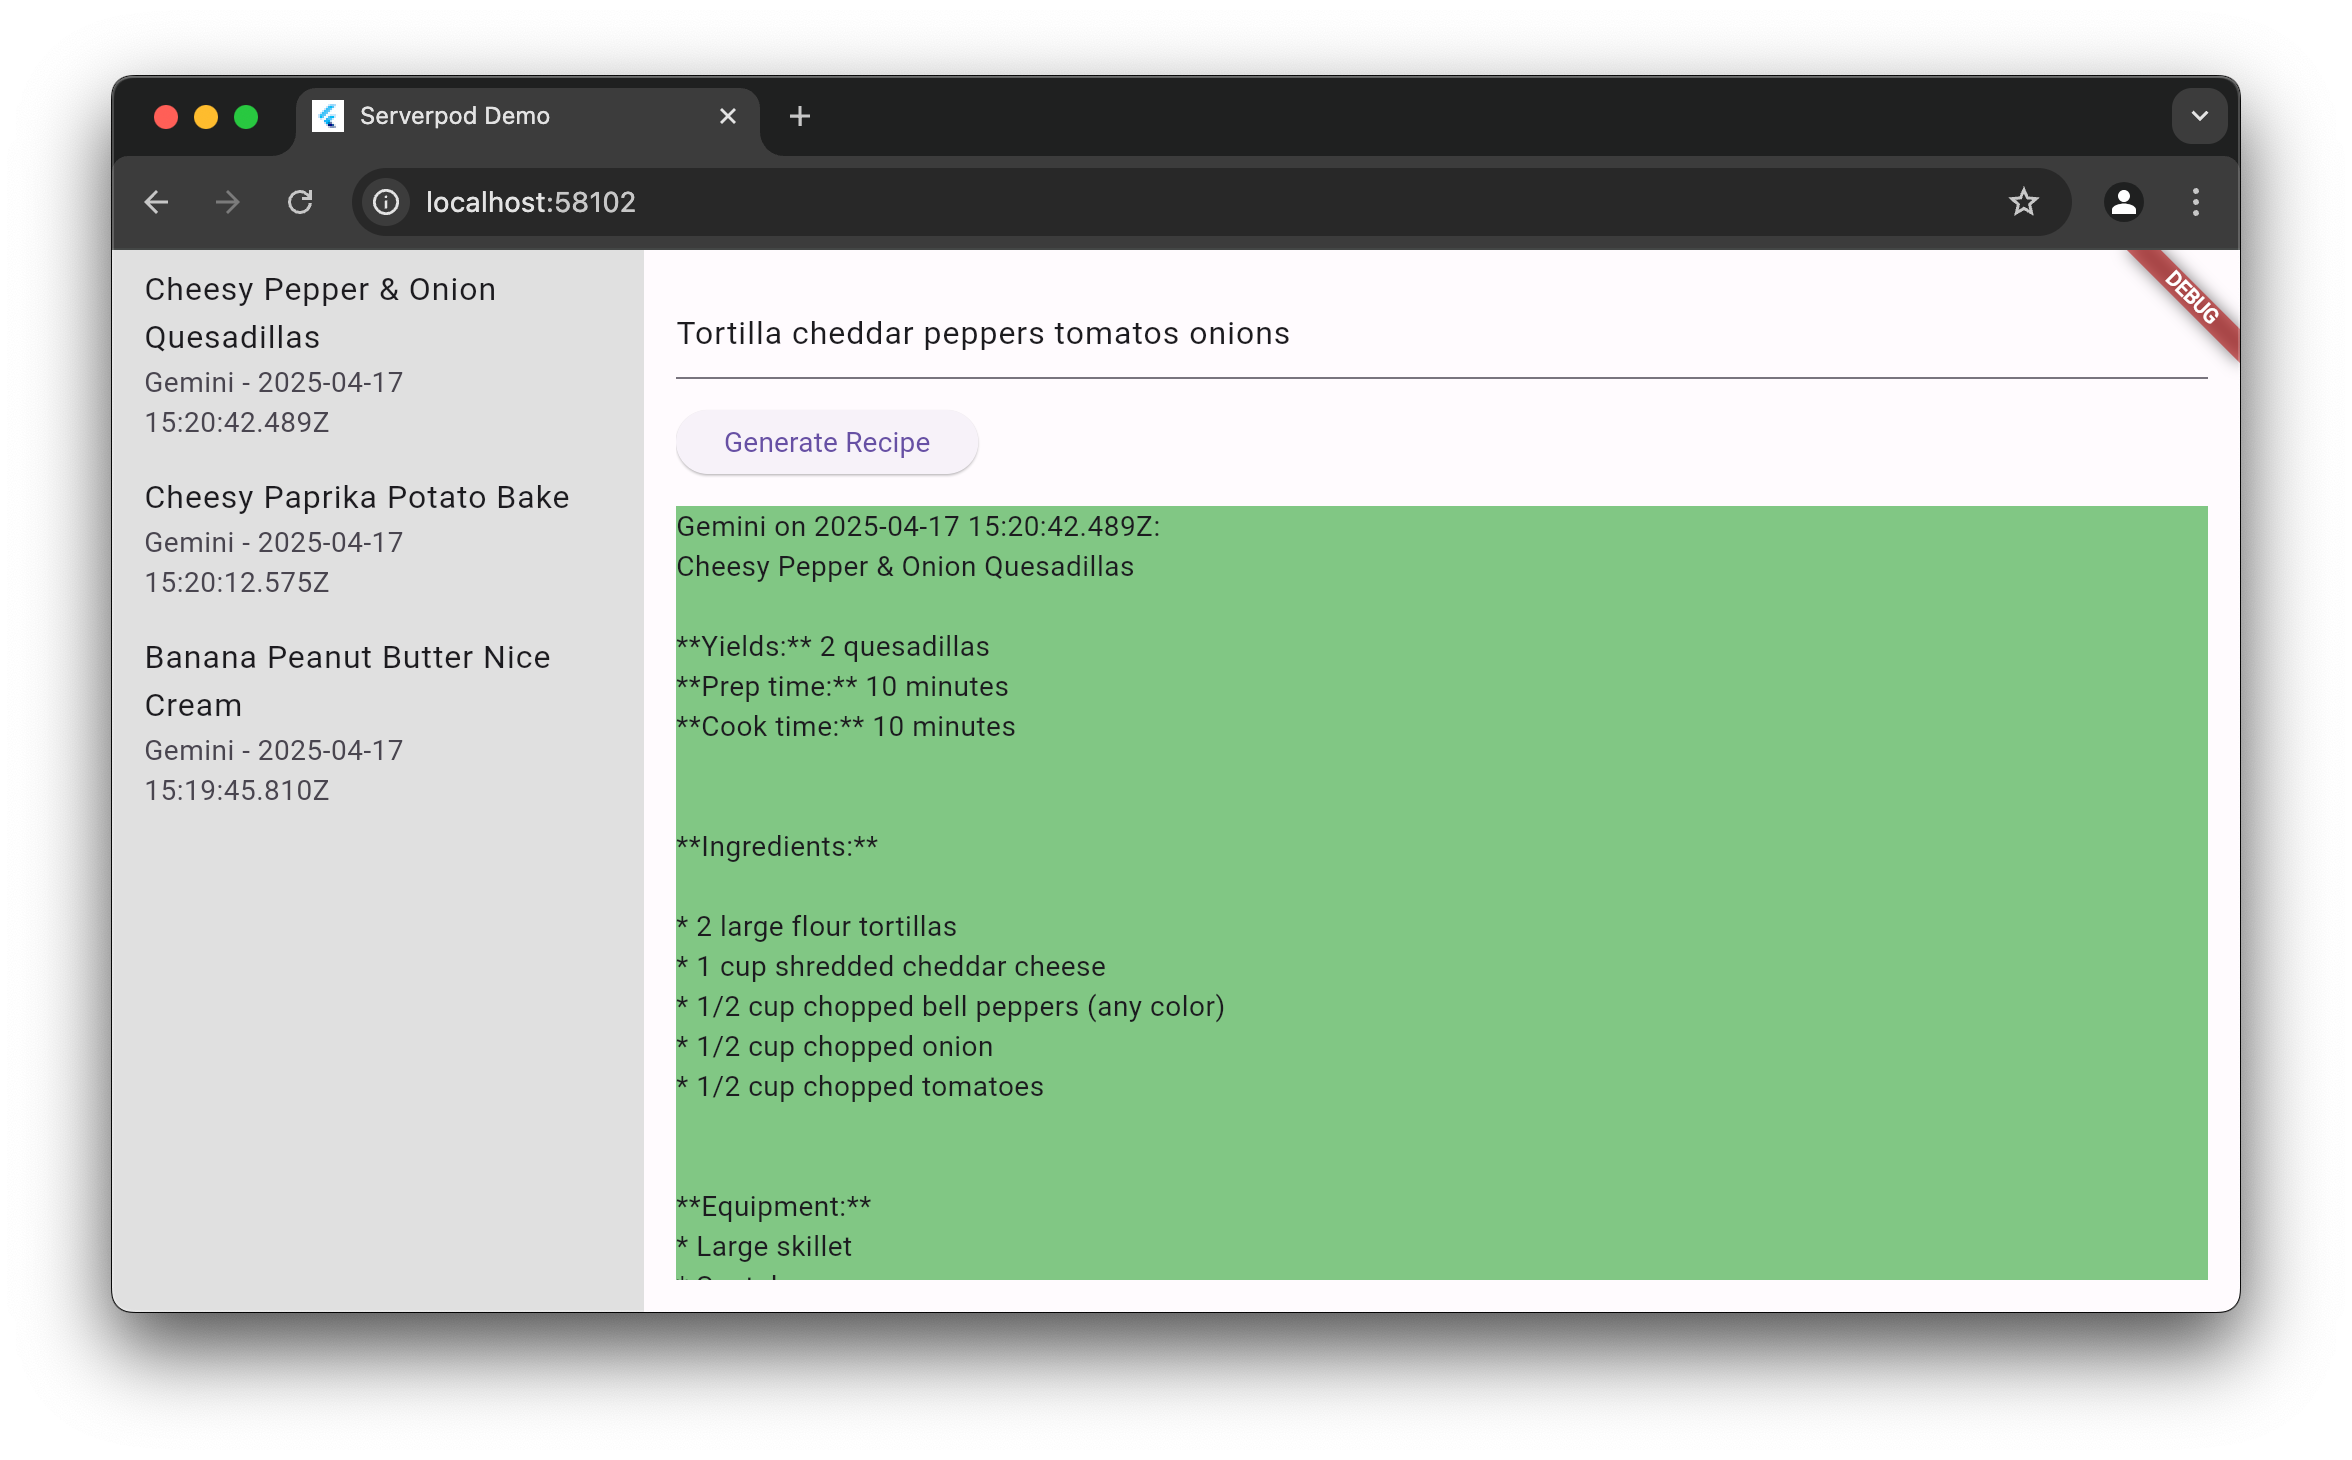 Serverpod Demo
localhost:58102
DEBUG
Cheesy Pepper & Onion
Quesadillas
Gemini - 2025-04-17
15:20:42.489Z
Cheesy Paprika Potato Bake
Gemini - 2025-04-17
15:20:12.575Z
Banana Peanut Butter Nice
Cream
Gemini - 2025-04-17
15:19:45.810Z
Tortilla cheddar peppers tomatos onions
Generate Recipe
Gemini on 2025-04-17 15:20:42.489Z:
Cheesy Pepper & Onion Quesadillas
**Yields:** 2 quesadillas
**Prep time:** 10 minutes
**Cook time:** 10 minutes
**Ingredients:**
* 2 large flour tortillas
* 1 cup shredded cheddar cheese
* 1/2 cup chopped bell peppers (any color)
* 1/2 cup chopped onion
* 1/2 cup chopped tomatoes
**Equipment:**
* Large skillet